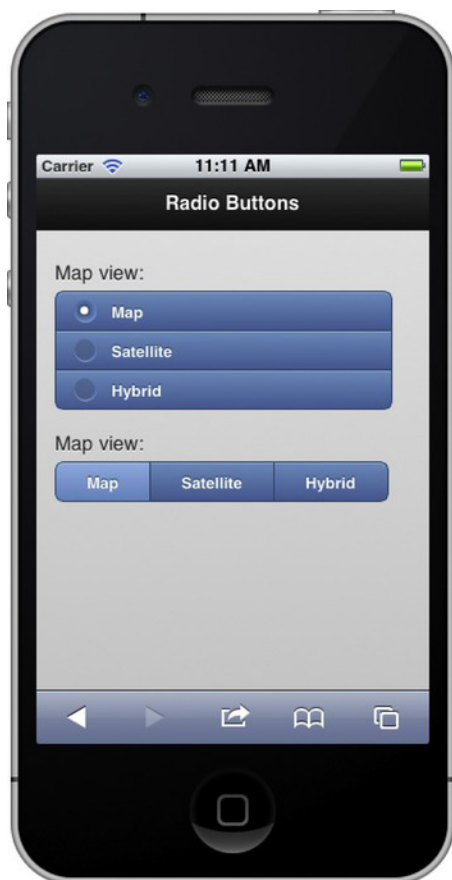 Carrier 11:11 AM
Radio Buttons
Map view:
Map
Satellite
Hybrid
Map view:
Map Satellite Hybrid